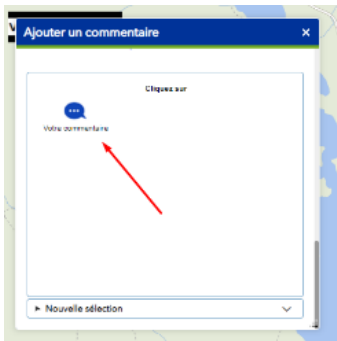 Ajouter un commentaire
Cliquez sur
Votre commentaire
Nouvelle sélection